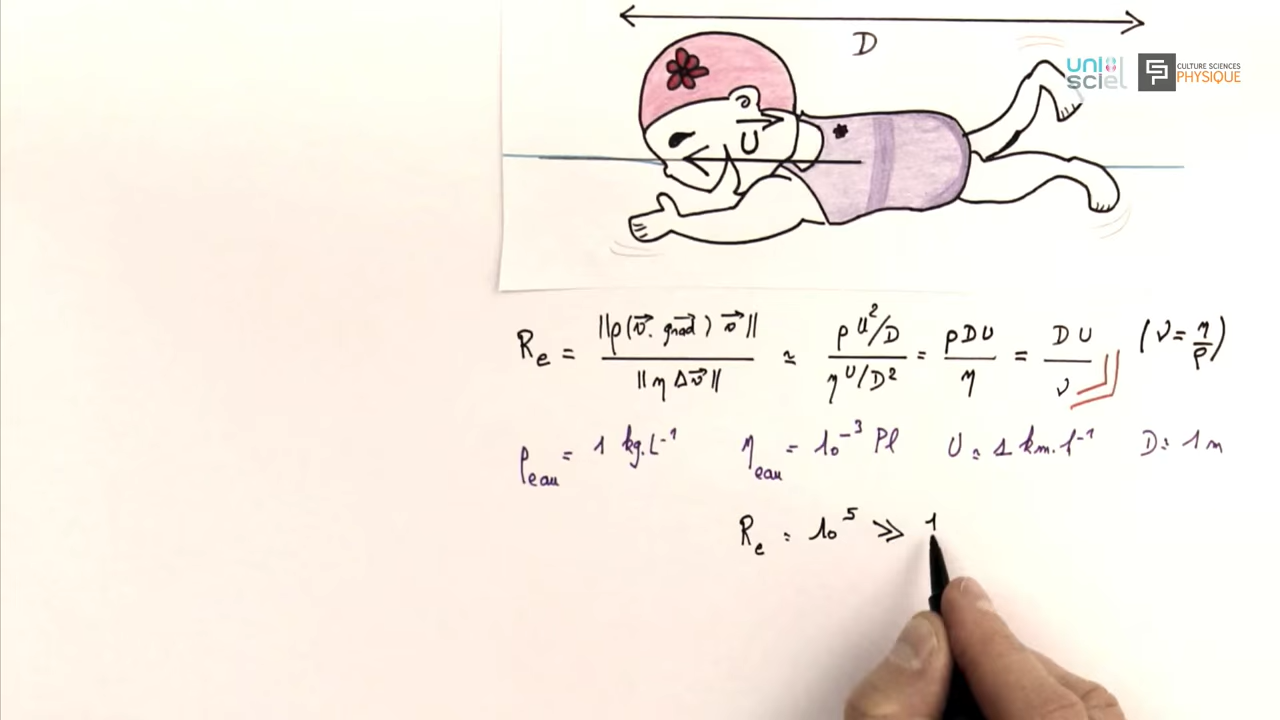 D
uni sciel
CULTURE SCIENCES PHYSIQUE
U
Re = ||ρ(v⃗. grad⃗) v⃗|| / ||η Δv⃗|| ≃ ρ U²/D / η U/D² = ρDU / η = DU / ν (ν = η/ρ)
ρeau = 1 kg.L⁻¹ ηeau = 10⁻³ Pl U ≃ 1 km.h⁻¹ D ≃ 1 m
Re = 10⁵ ≫ 1